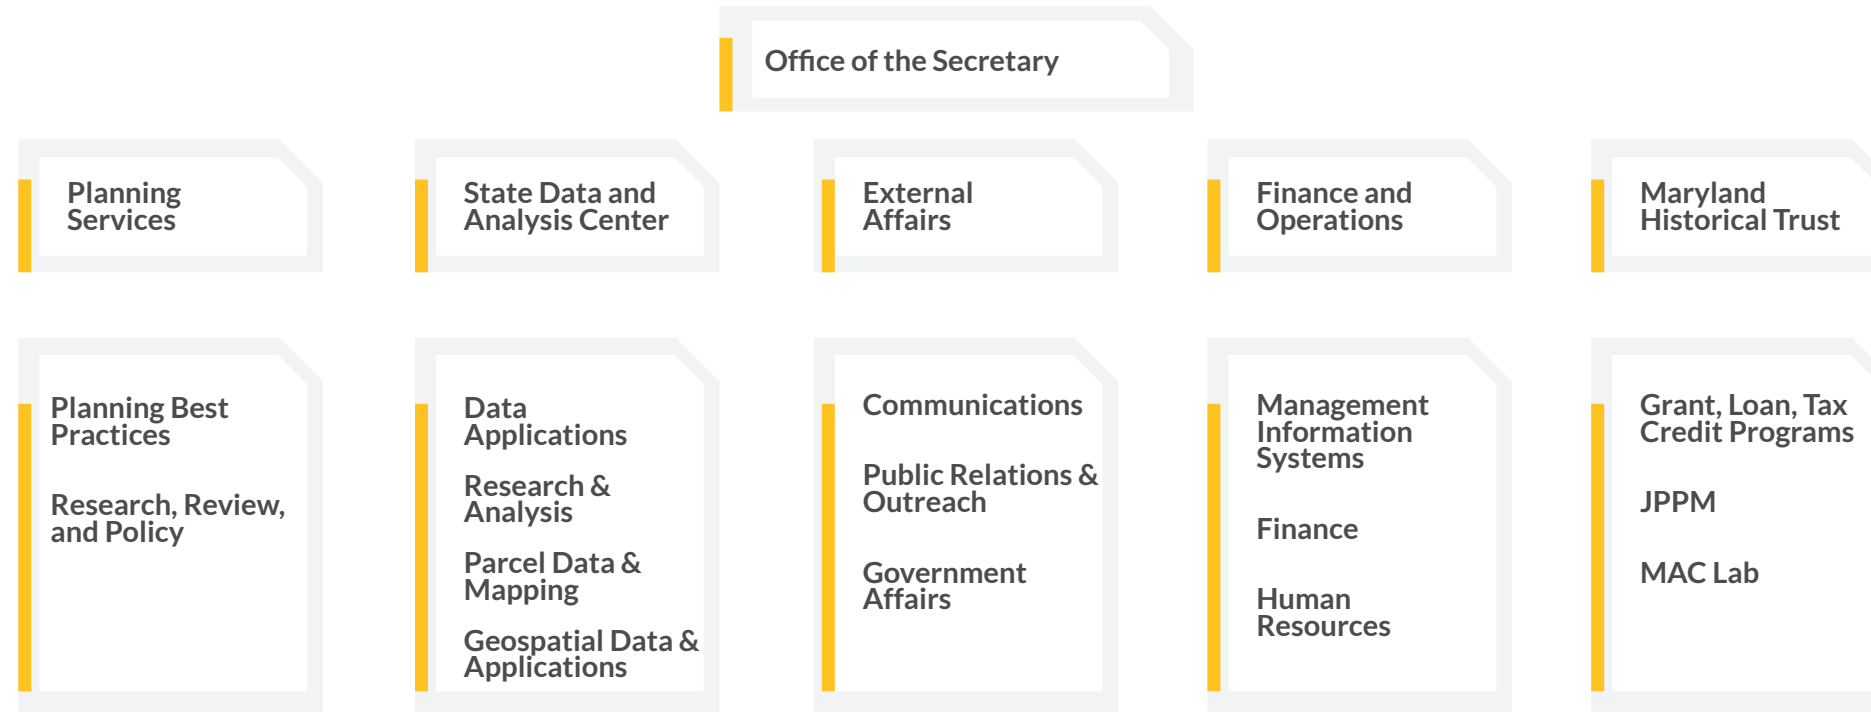 Office of the Secretary
Planning
Services
State Data and
Analysis Center
External
Affairs
Finance and
Operations
Maryland
Historical Trust
Planning Best
Practices
Research, Review,
and Policy
Data
Applications
Research &
Analysis
Parcel Data &
Mapping
Geospatial Data &
Applications
Communications
Public Relations &
Outreach
Government
Affairs
Management
Information
Systems
Finance
Human
Resources
Grant, Loan, Tax
Credit Programs
JPPM
MAC Lab